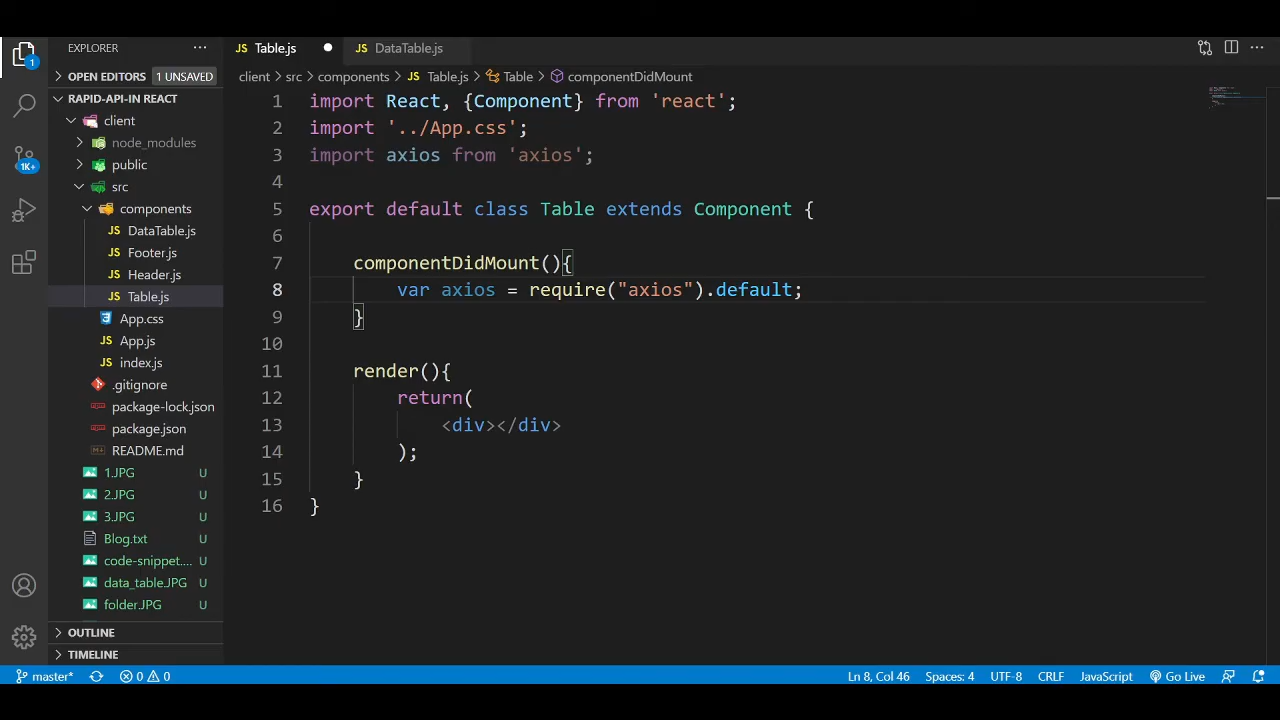 EXPLORER
Table.js
DataTable.js
OPEN EDITORS 1 UNSAVED
client > src > components > Table.js > Table > componentDidMount
RAPID-API-IN REACT
client
node_modules
public
src
components
DataTable.js
Footer.js
Header.js
Table.js
App.css
App.js
index.js
.gitignore
package-lock.json
package.json
README.md
1.JPG U
2.JPG U
3.JPG U
Blog.txt U
code-snippet.... U
data_table.JPG U
folder.JPG U
OUTLINE
TIMELINE
1
1K+
1 import React, {Component} from 'react';
2 import '../App.css';
3 import axios from 'axios';
4
5 export default class Table extends Component {
6
7 componentDidMount(){
8 var axios = require("axios").default;
9 }
10
11 render(){
12 return(
13 <div></div>
14 );
15 }
16 }
master* 0 0 Ln 8, Col 46 Spaces: 4 UTF-8 CRLF JavaScript Go Live